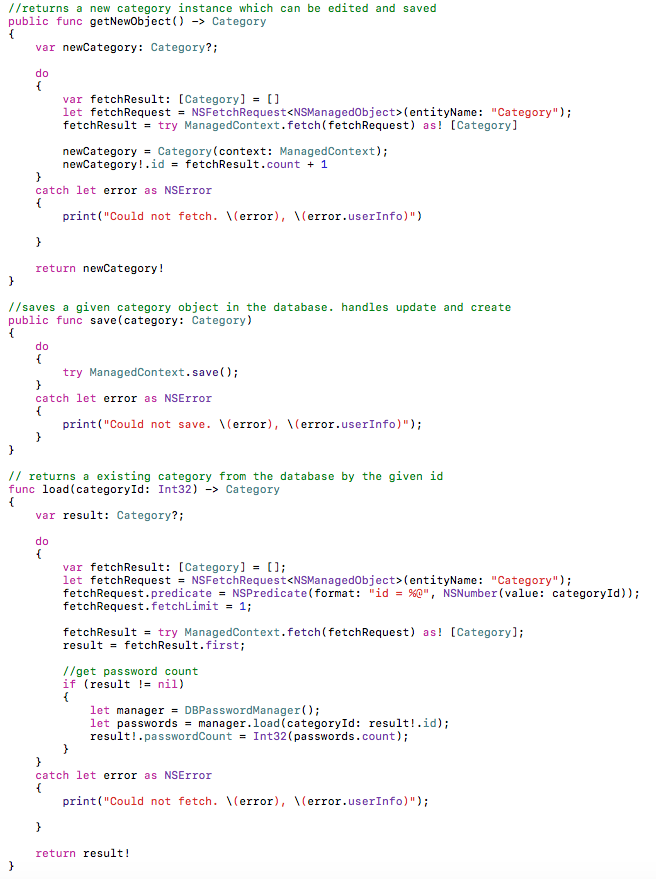 //returns a new category instance which can be edited and saved
public func getNewObject() -> Category
{
    var newCategory: Category?;

    do
    {
        var fetchResult: [Category] = []
        let fetchRequest = NSFetchRequest<NSManagedObject>(entityName: "Category");
        fetchResult = try ManagedContext.fetch(fetchRequest) as! [Category]

        newCategory = Category(context: ManagedContext);
        newCategory!.id = fetchResult.count + 1
    }
    catch let error as NSError
    {
        print("Could not fetch. \(error), \(error.userInfo)")

    }

    return newCategory!
}

//saves a given category object in the database. handles update and create
public func save(category: Category)
{
    do
    {
        try ManagedContext.save();
    }
    catch let error as NSError
    {
        print("Could not save. \(error), \(error.userInfo)");
    }
}

// returns a existing category from the database by the given id
func load(categoryId: Int32) -> Category
{
    var result: Category?;

    do
    {
        var fetchResult: [Category] = [];
        let fetchRequest = NSFetchRequest<NSManagedObject>(entityName: "Category");
        fetchRequest.predicate = NSPredicate(format: "id = %@", NSNumber(value: categoryId));
        fetchRequest.fetchLimit = 1;

        fetchResult = try ManagedContext.fetch(fetchRequest) as! [Category];
        result = fetchResult.first;

        //get password count
        if (result != nil)
        {
            let manager = DBPasswordManager();
            let passwords = manager.load(categoryId: result!.id);
            result!.passwordCount = Int32(passwords.count);
        }
    }
    catch let error as NSError
    {
        print("Could not fetch. \(error), \(error.userInfo)");

    }

    return result!
}